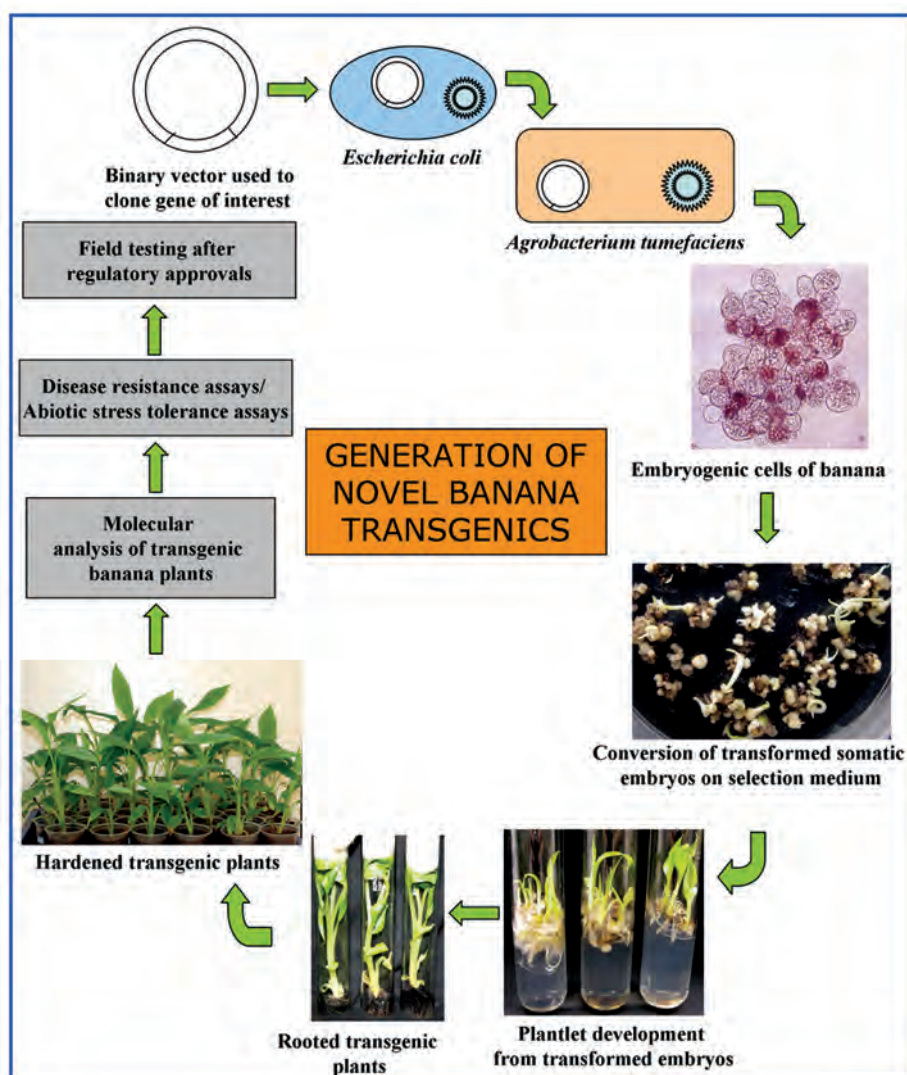 Binary vector used to
clone gene of interest
Escherichia coli
Agrobacterium tumefaciens
Embryogenic cells of banana
Conversion of transformed somatic
embryos on selection medium
Plantlet development
from transformed embryos
Rooted transgenic
plants
Hardened transgenic plants
Molecular
analysis of transgenic
banana plants
Disease resistance assays/
Abiotic stress tolerance assays
Field testing after
regulatory approvals
GENERATION OF
NOVEL BANANA
TRANSGENICS